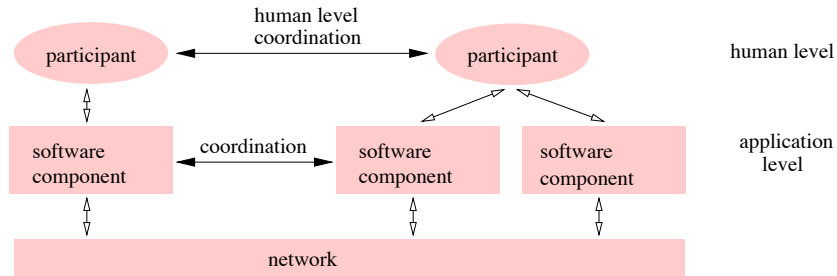 human level
coordination
participant
participant
human level
coordination
software
component
software
component
software
component
application
level
network